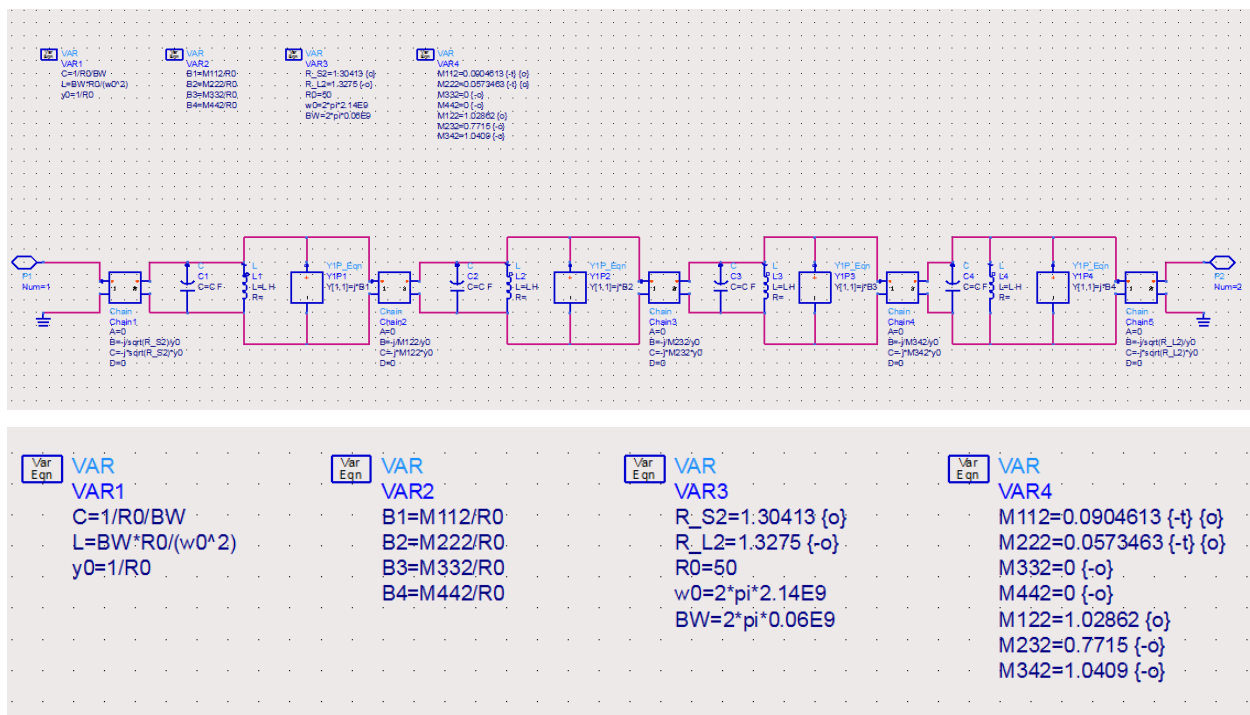 Var
Eqn
VAR
VAR1
C=1/R0/BW
L=BW*R0/(w0^2)
y0=1/R0
Var
Eqn
VAR
VAR2
B1=M112/R0
B2=M222/R0
B3=M332/R0
B4=M442/R0
Var
Eqn
VAR
VAR3
R_S2=1.30413 {o}
R_L2=1.3275 {-o}
R0=50
w0=2*pi*2.14E9
BW=2*pi*0.06E9
Var
Eqn
VAR
VAR4
M112=0.0904613 {-t} {o}
M222=0.0573463 {-t} {o}
M332=0 {-o}
M442=0 {-o}
M122=1.02862 {o}
M232=0.7715 {-o}
M342=1.0409 {-o}
P1
Num=1
Chain
Chain1
A=0
B=-j/sqrt(R_S2)/y0
C=-j*sqrt(R_S2)*y0
D=0
C
C1
C=C F
L
L1
L=L H
R=
Y1P_Eqn
Y1P1
Y[1,1]=j*B1
Chain
Chain2
A=0
B=-j/M122/y0
C=-j*M122*y0
D=0
C
C2
C=C F
L
L2
L=L H
R=
Y1P_Eqn
Y1P2
Y[1,1]=j*B2
Chain
Chain3
A=0
B=-j/M232/y0
C=-j*M232*y0
D=0
C
C3
C=C F
L
L3
L=L H
R=
Y1P_Eqn
Y1P3
Y[1,1]=j*B3
Chain
Chain4
A=0
B=-j/M342/y0
C=-j*M342*y0
D=0
C
C4
C=C F
L
L4
L=L H
R=
Y1P_Eqn
Y1P4
Y[1,1]=j*B4
Chain
Chain5
A=0
B=-j/sqrt(R_L2)/y0
C=-j*sqrt(R_L2)*y0
D=0
P2
Num=2
Var
Eqn
VAR
VAR1
C=1/R0/BW
L=BW*R0/(w0^2)
y0=1/R0
Var
Eqn
VAR
VAR2
B1=M112/R0
B2=M222/R0
B3=M332/R0
B4=M442/R0
Var
Eqn
VAR
VAR3
R_S2=1.30413 {o}
R_L2=1.3275 {-o}
R0=50
w0=2*pi*2.14E9
BW=2*pi*0.06E9
Var
Eqn
VAR
VAR4
M112=0.0904613 {-t} {o}
M222=0.0573463 {-t} {o}
M332=0 {-o}
M442=0 {-o}
M122=1.02862 {o}
M232=0.7715 {-o}
M342=1.0409 {-o}